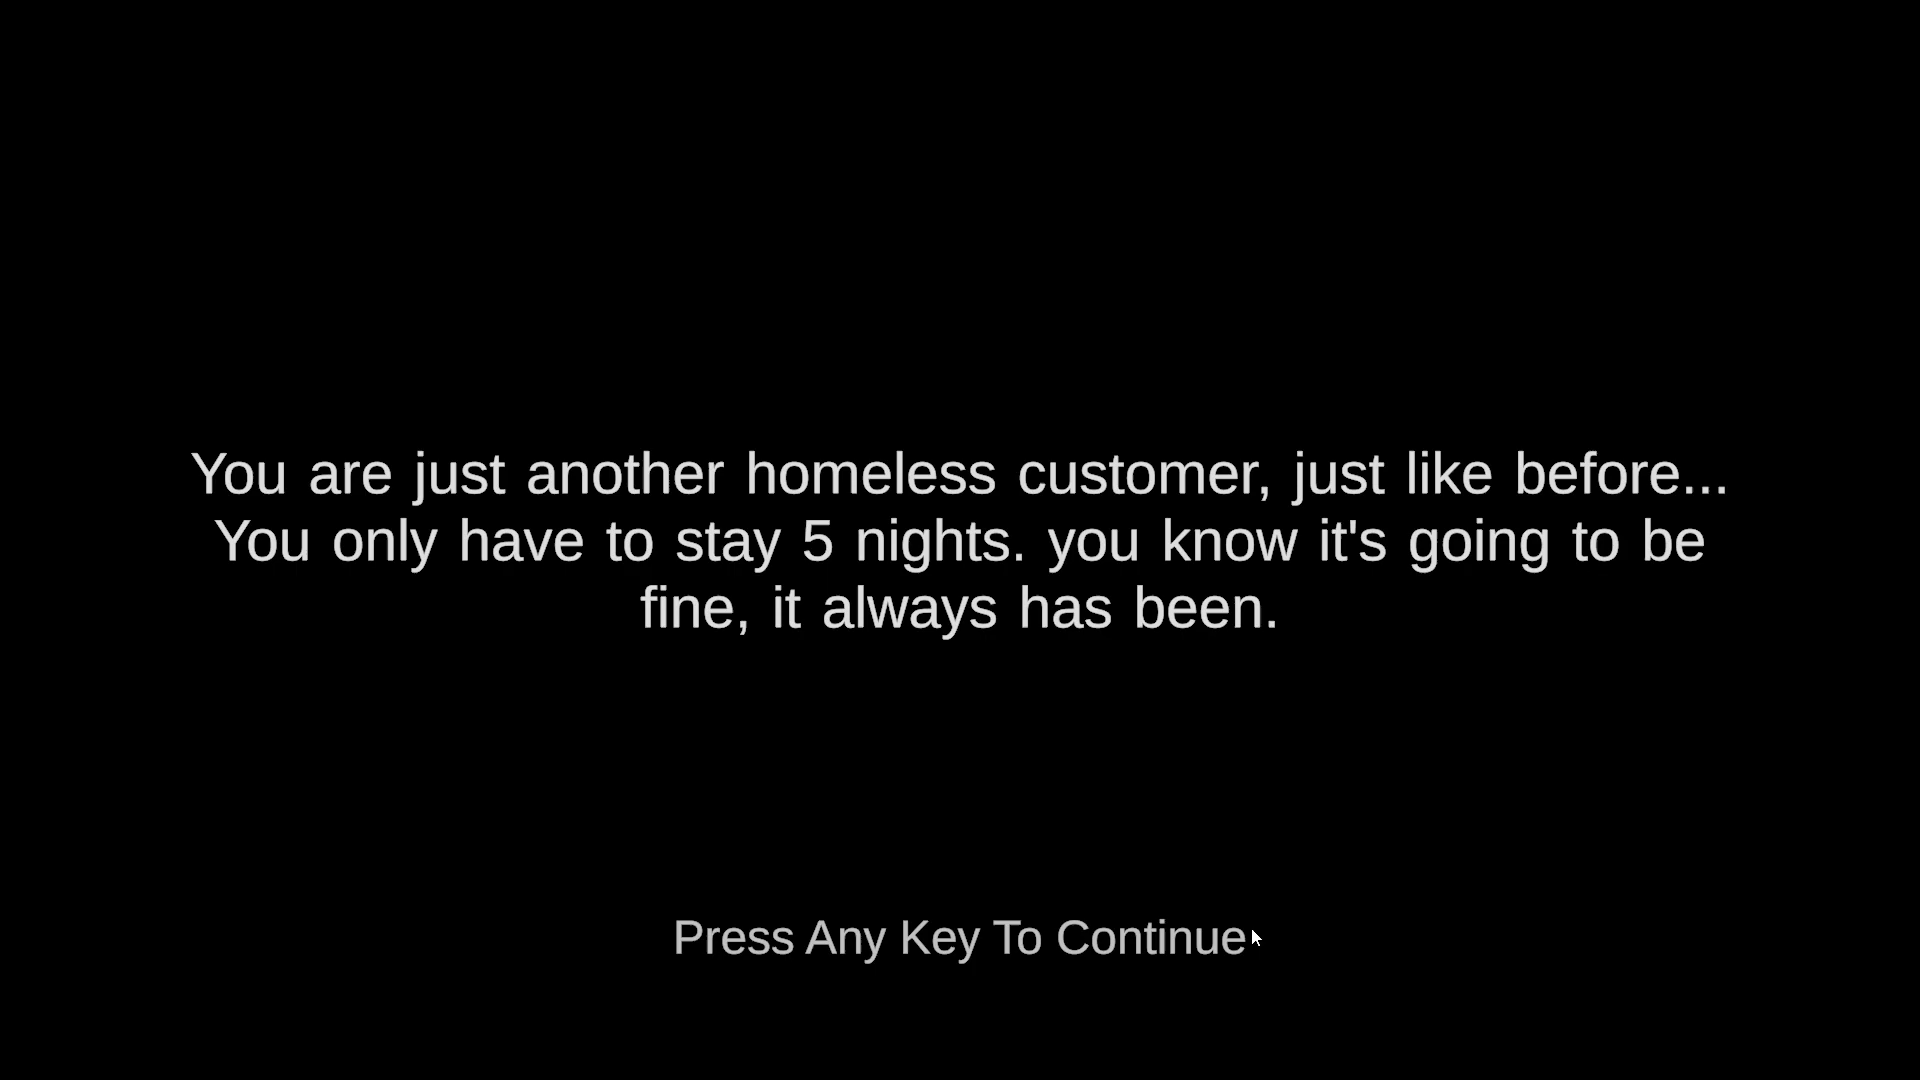 You are just another homeless customer, just like before...
You only have to stay 5 nights. you know it's going to be
fine, it always has been.
Press Any Key To Continue